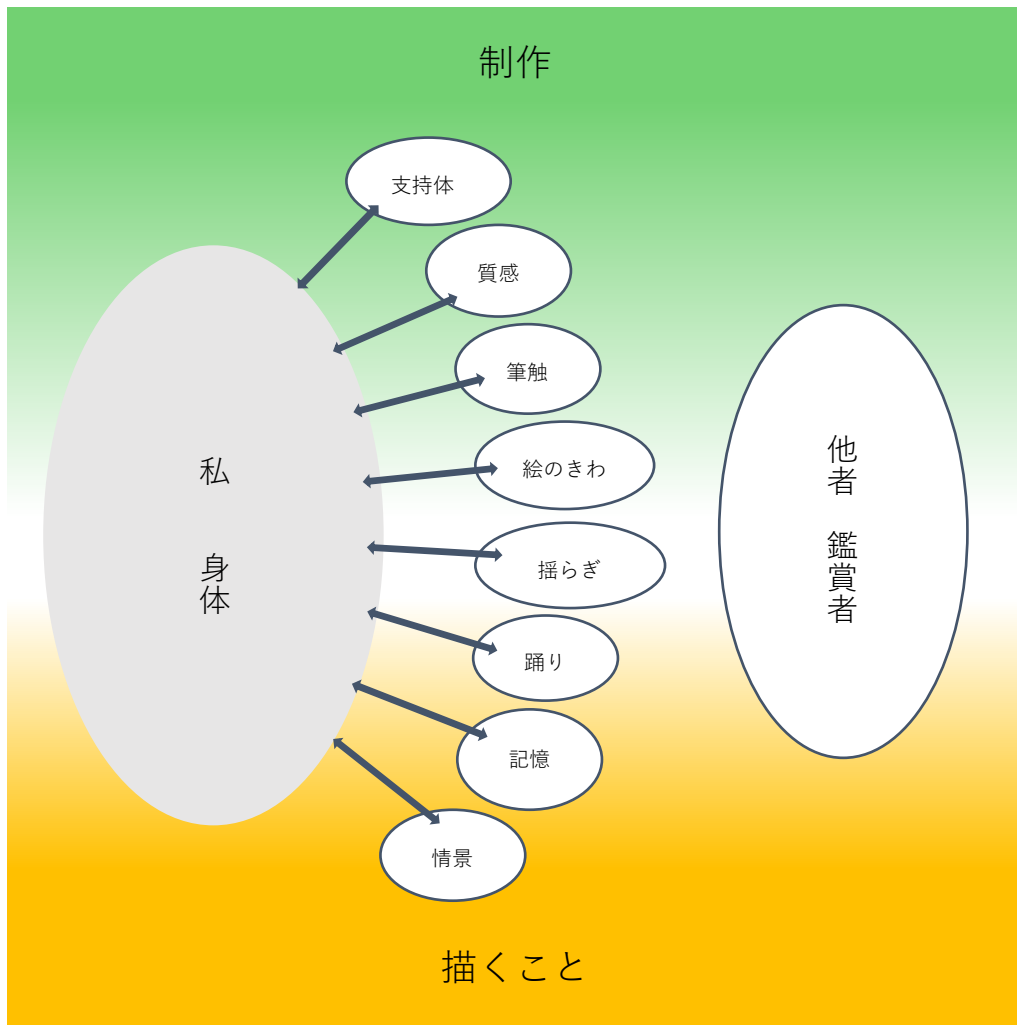 制作
支持体
質感
筆触
絵のきわ
揺らぎ
踊り
記憶
情景
私　身体
他者　鑑賞者
描くこと